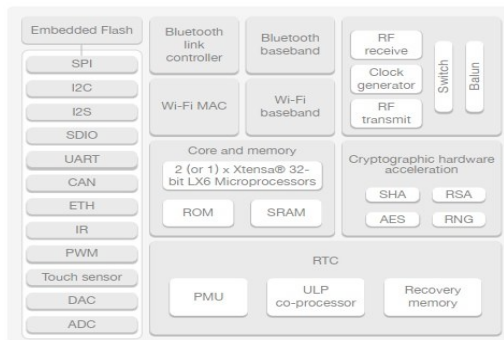 Embedded Flash
SPI
I2C
I2S
SDIO
UART
CAN
ETH
IR
PWM
Touch sensor
DAC
ADC
Bluetooth
link
controller
Bluetooth
baseband
Wi-Fi MAC
Wi-Fi
baseband
RF
receive
Clock
generator
RF
transmit
Switch
Balun
Core and memory
2 (or 1) x Xtensa® 32-
bit LX6 Microprocessors
ROM
SRAM
Cryptographic hardware
acceleration
SHA
RSA
AES
RNG
RTC
PMU
ULP
co-processor
Recovery
memory